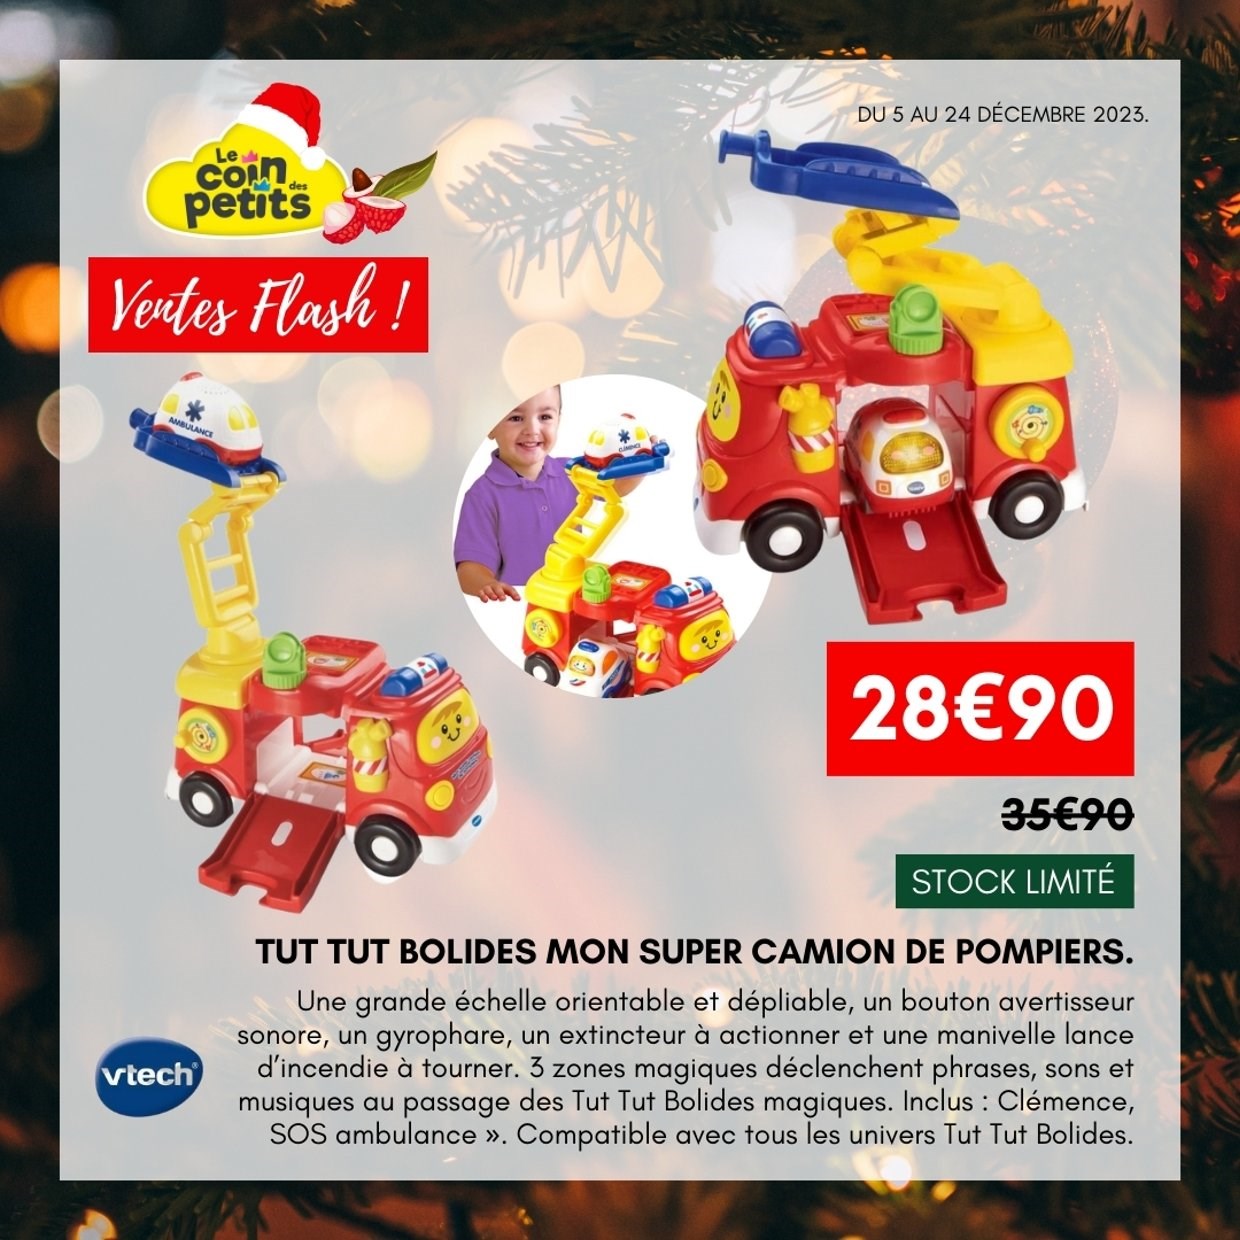 DU 5 AU 24 DÉCEMBRE 2023.
Le
coin
des
petits
Ventes Flash !
AMBULANCE
CLÉMENCE
28€90
35€90
STOCK LIMITÉ
TUT TUT BOLIDES MON SUPER CAMION DE POMPIERS.
Une grande échelle orientable et dépliable, un bouton avertisseur
sonore, un gyrophare, un extincteur à actionner et une manivelle lance
d’incendie à tourner. 3 zones magiques déclenchent phrases, sons et
musiques au passage des Tut Tut Bolides magiques. Inclus : Clémence,
SOS ambulance ». Compatible avec tous les univers Tut Tut Bolides.
vtech